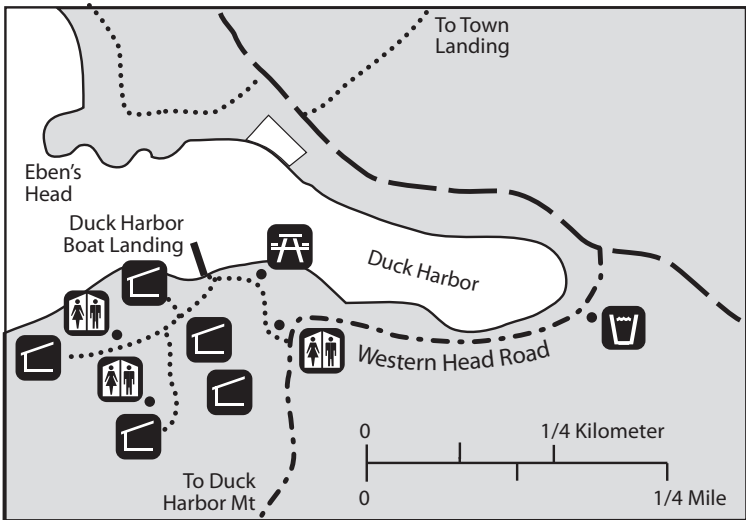 To Town
Landing
Eben's
Head
Duck Harbor
Boat Landing
Duck Harbor
Western Head Road
To Duck
Harbor Mt
0
1/4 Kilometer
0
1/4 Mile